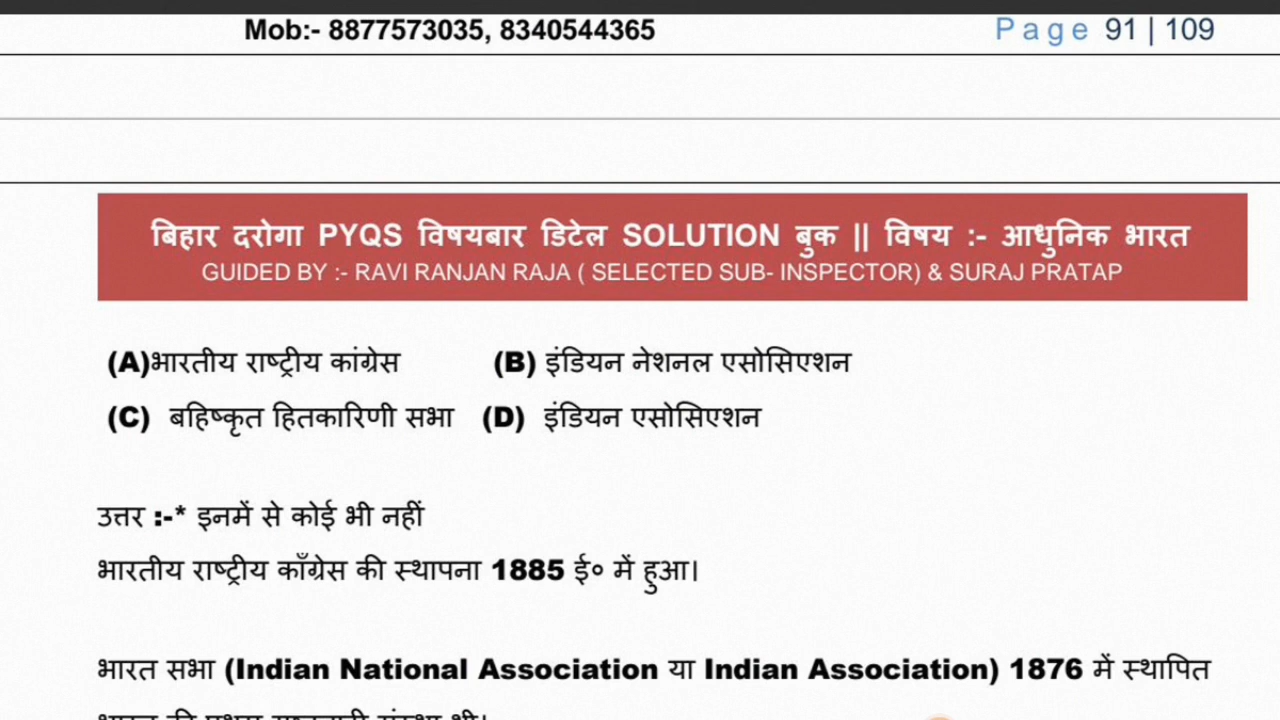 Mob:- 8877573035, 8340544365 Page 91 | 109
बिहार दरोगा PYQS विषयबार डिटेल SOLUTION बुक || विषय :- आधुनिक भारत
GUIDED BY :- RAVI RANJAN RAJA ( SELECTED SUB- INSPECTOR) & SURAJ PRATAP
(A)भारतीय राष्ट्रीय कांग्रेस (B) इंडियन नेशनल एसोसिएशन
(C) बहिष्कृत हितकारिणी सभा (D) इंडियन एसोसिएशन
उत्तर :-* इनमें से कोई भी नहीं
भारतीय राष्ट्रीय काँग्रेस की स्थापना 1885 ई० में हुआ।
भारत सभा (Indian National Association या Indian Association) 1876 में स्थापित